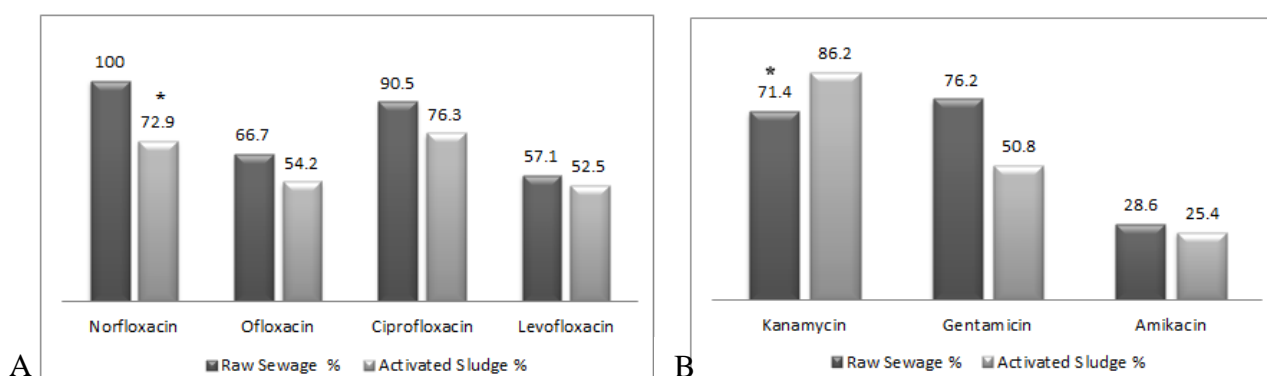 100
*
72.9
66.7
54.2
90.5
76.3
57.1
52.5
Norfloxacin Ofloxacin Ciprofloxacin Levofloxacin
Raw Sewage % Activated Sludge %
A
*
71.4
86.2
76.2
50.8
28.6
25.4
Kanamycin Gentamicin Amikacin
Raw Sewage % Activated Sludge %
B